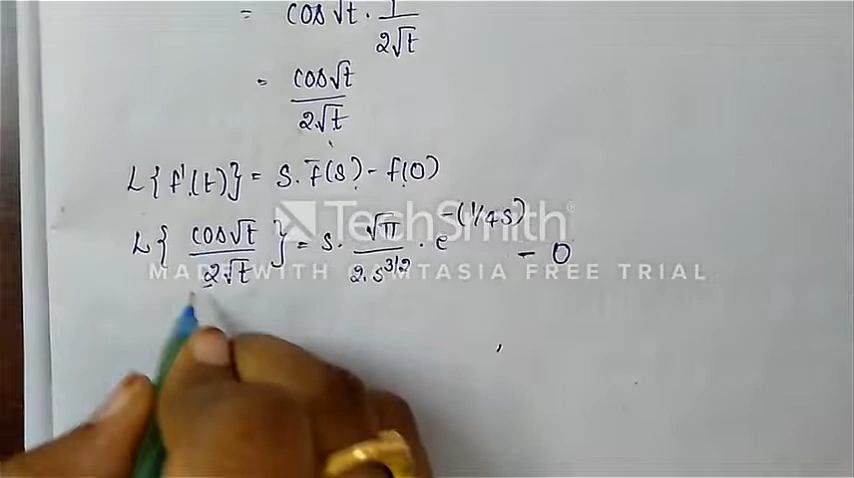 = cos√t · 1/2√t
= cos√t/2√t
L{f'(t)} = s. f̄(s) - f(0)
L{cos√t/2√t} = s. √π/2.s^3/2 . e^-(1/4s) - 0
TechSmith
MADE WITH CAMTASIA FREE TRIAL